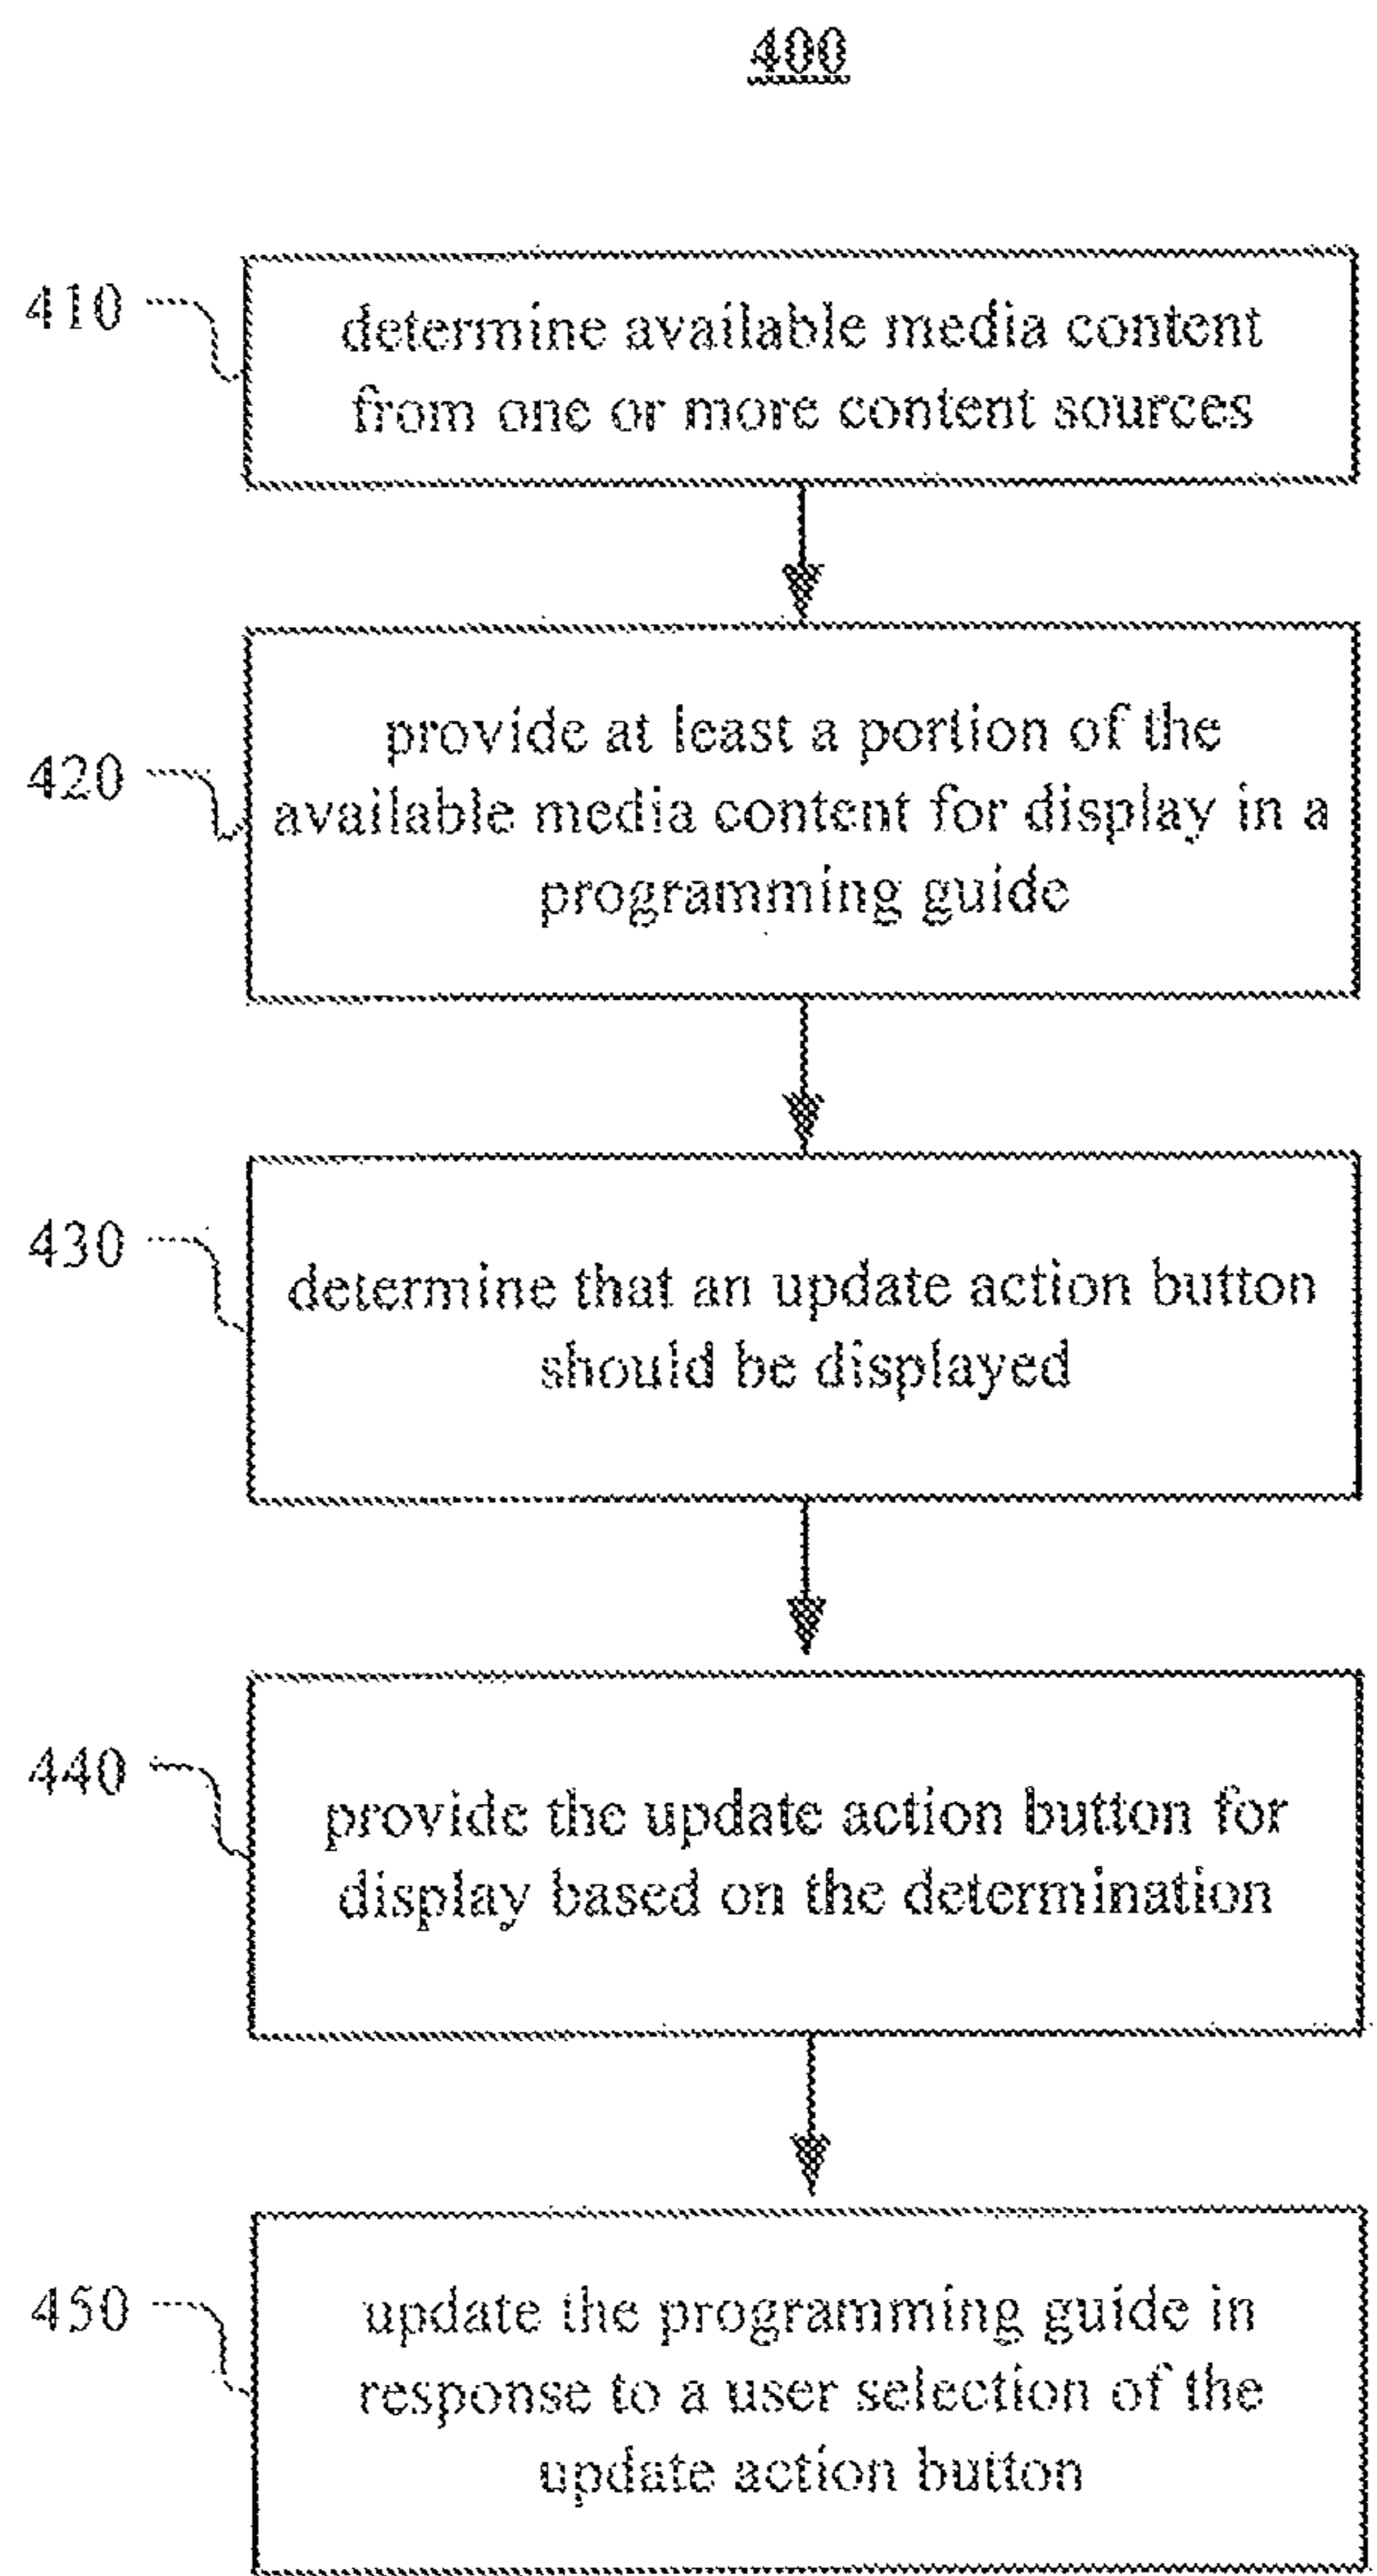 400
410
determine available media content
from one or more content sources
420
provide at least a portion of the
available media content for display in a
programming guide
430
determine that an update action button
should be displayed
440
provide the update action button for
display based on the determination
450
update the programming guide in
response to a user selection of the
update action button